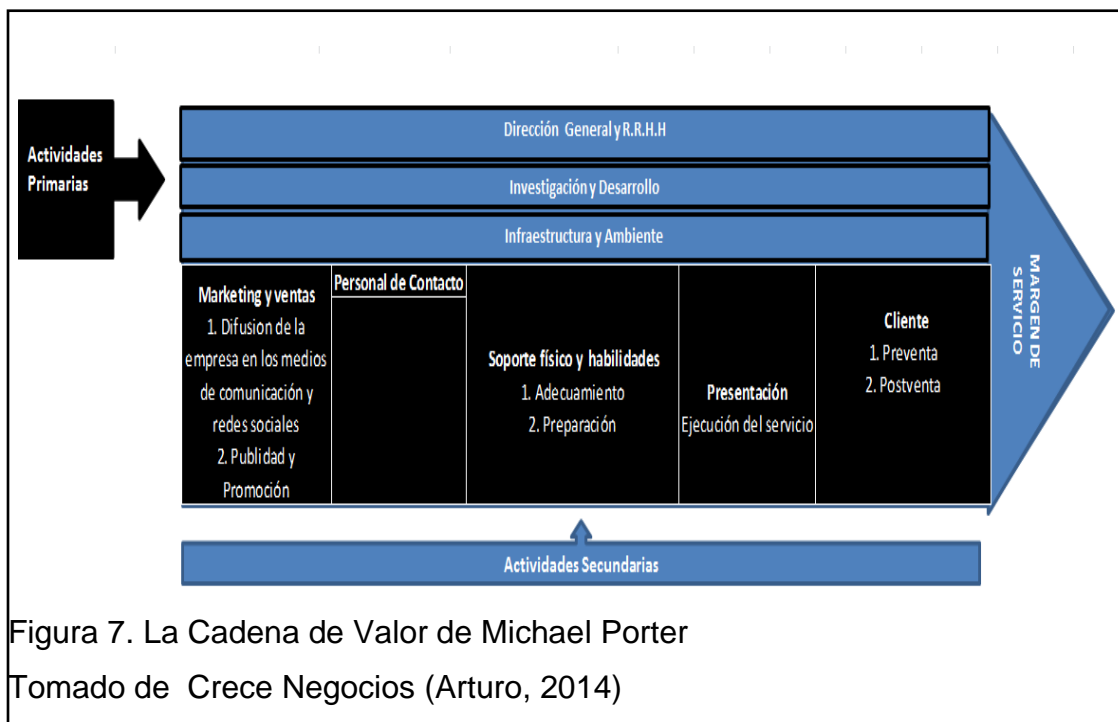 Actividades
Primarias
Dirección General y R.R.H.H
Investigación y Desarrollo
Infraestructura y Ambiente
Marketing y ventas
1. Difusion de la
empresa en los medios
de comunicación y
redes sociales
2. Publidad y
Promoción
Personal de Contacto
Soporte físico y habilidades
1. Adecuamiento
2. Preparación
Presentación
Ejecución del servicio
Cliente
1. Preventa
2. Postventa
MARGEN DE
SERVICIO
Actividades Secundarias
Figura 7. La Cadena de Valor de Michael Porter
Tomado de Crece Negocios (Arturo, 2014)